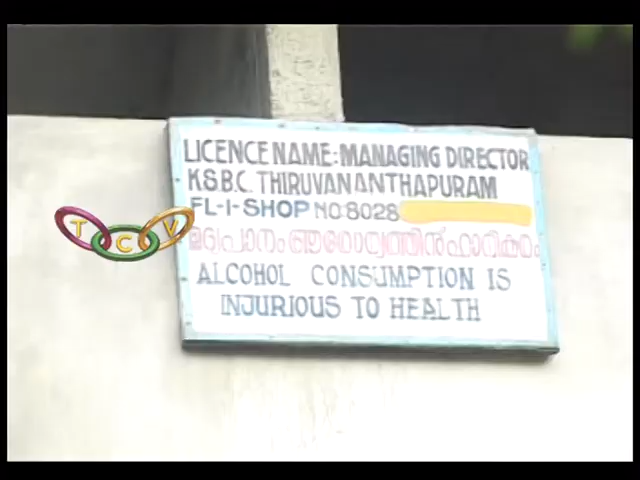 LICENCE NAME: MANAGING DIRECTOR
K.S.B.C. THIRUVANANTHAPURAM
FL-1-SHOP NO:8028
മദ്യപാനം ആരോഗ്യത്തിന് ഹാനികരം
ALCOHOL CONSUMPTION IS
INJURIOUS TO HEALTH
TCV